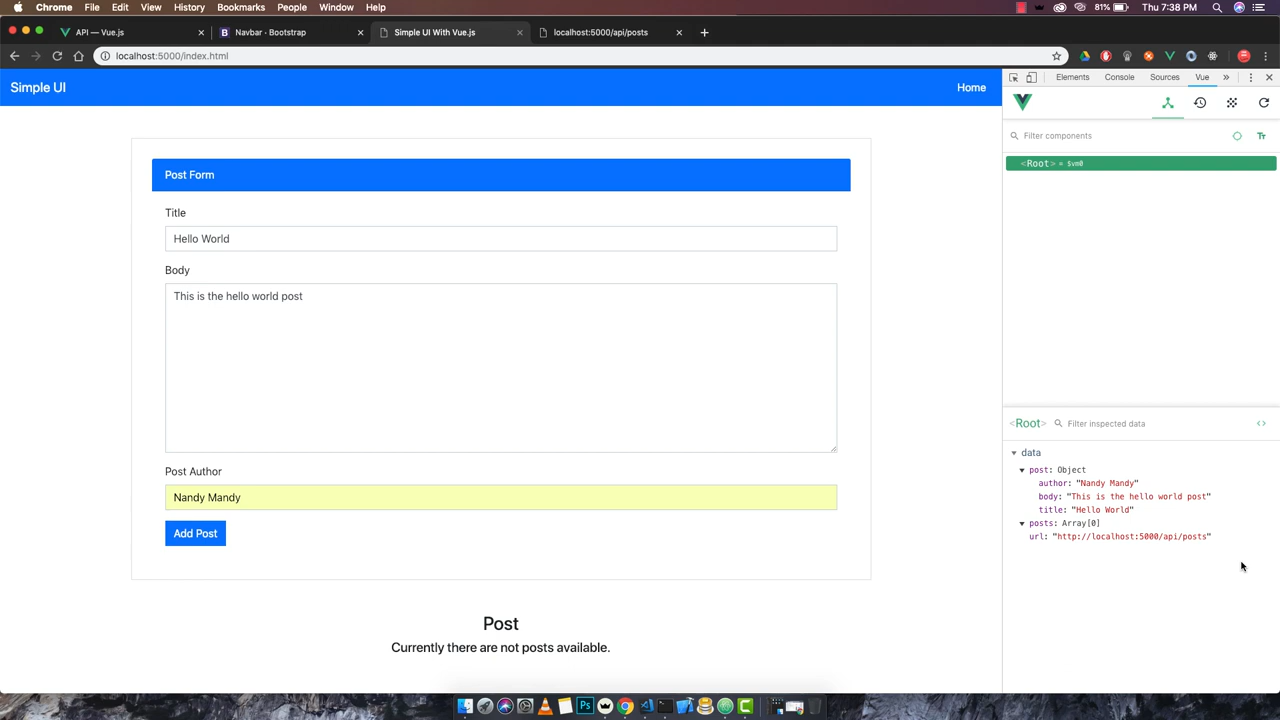 Chrome File Edit View History Bookmarks People Window Help 81% Thu 7:38 PM
API — Vue.js Navbar · Bootstrap Simple UI With Vue.js localhost:5000/api/posts
localhost:5000/index.html
Simple UI Home
Elements Console Sources Vue »
Filter components
<Root> = $vm0
Post Form
Title
Hello World
Body
This is the hello world post
Post Author
Nandy Mandy
Add Post
Post
Currently there are not posts available.
<Root> Filter inspected data
data
post: Object
author: "Nandy Mandy"
body: "This is the hello world post"
title: "Hello World"
posts: Array[0]
url: "http://localhost:5000/api/posts"
Ps